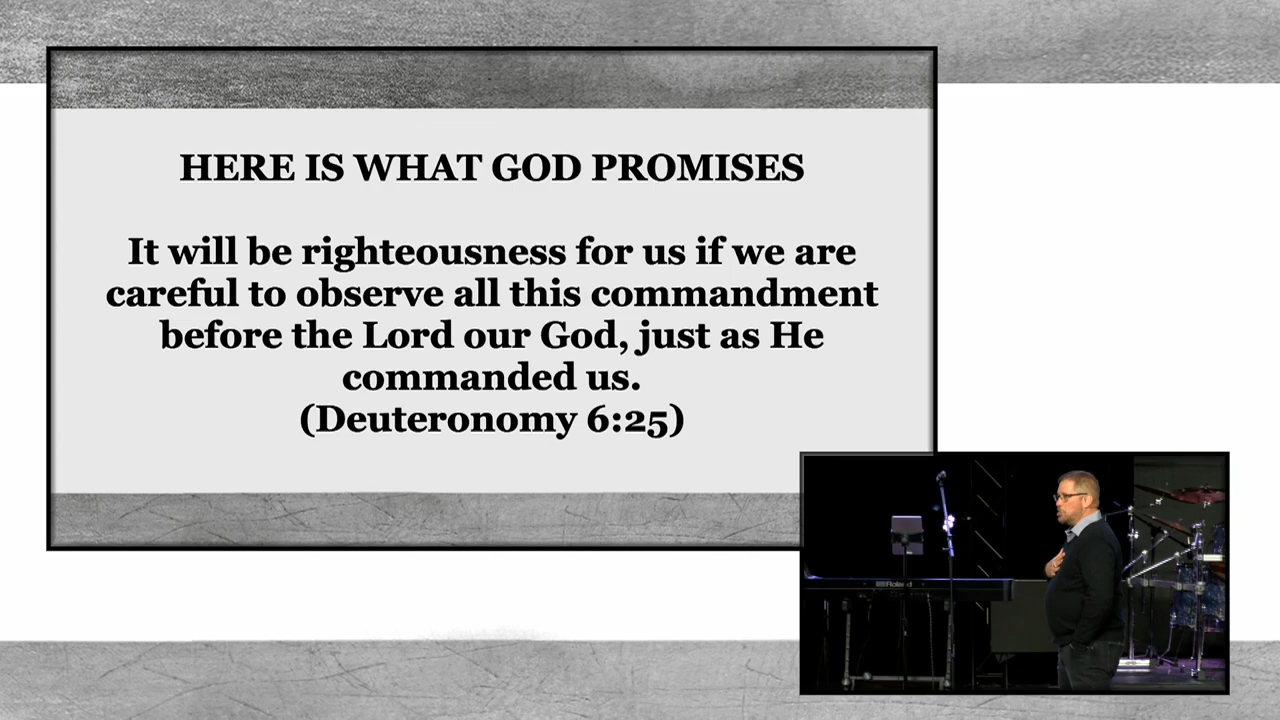 HERE IS WHAT GOD PROMISES
It will be righteousness for us if we are
careful to observe all this commandment
before the Lord our God, just as He
commanded us.
(Deuteronomy 6:25)
Roland